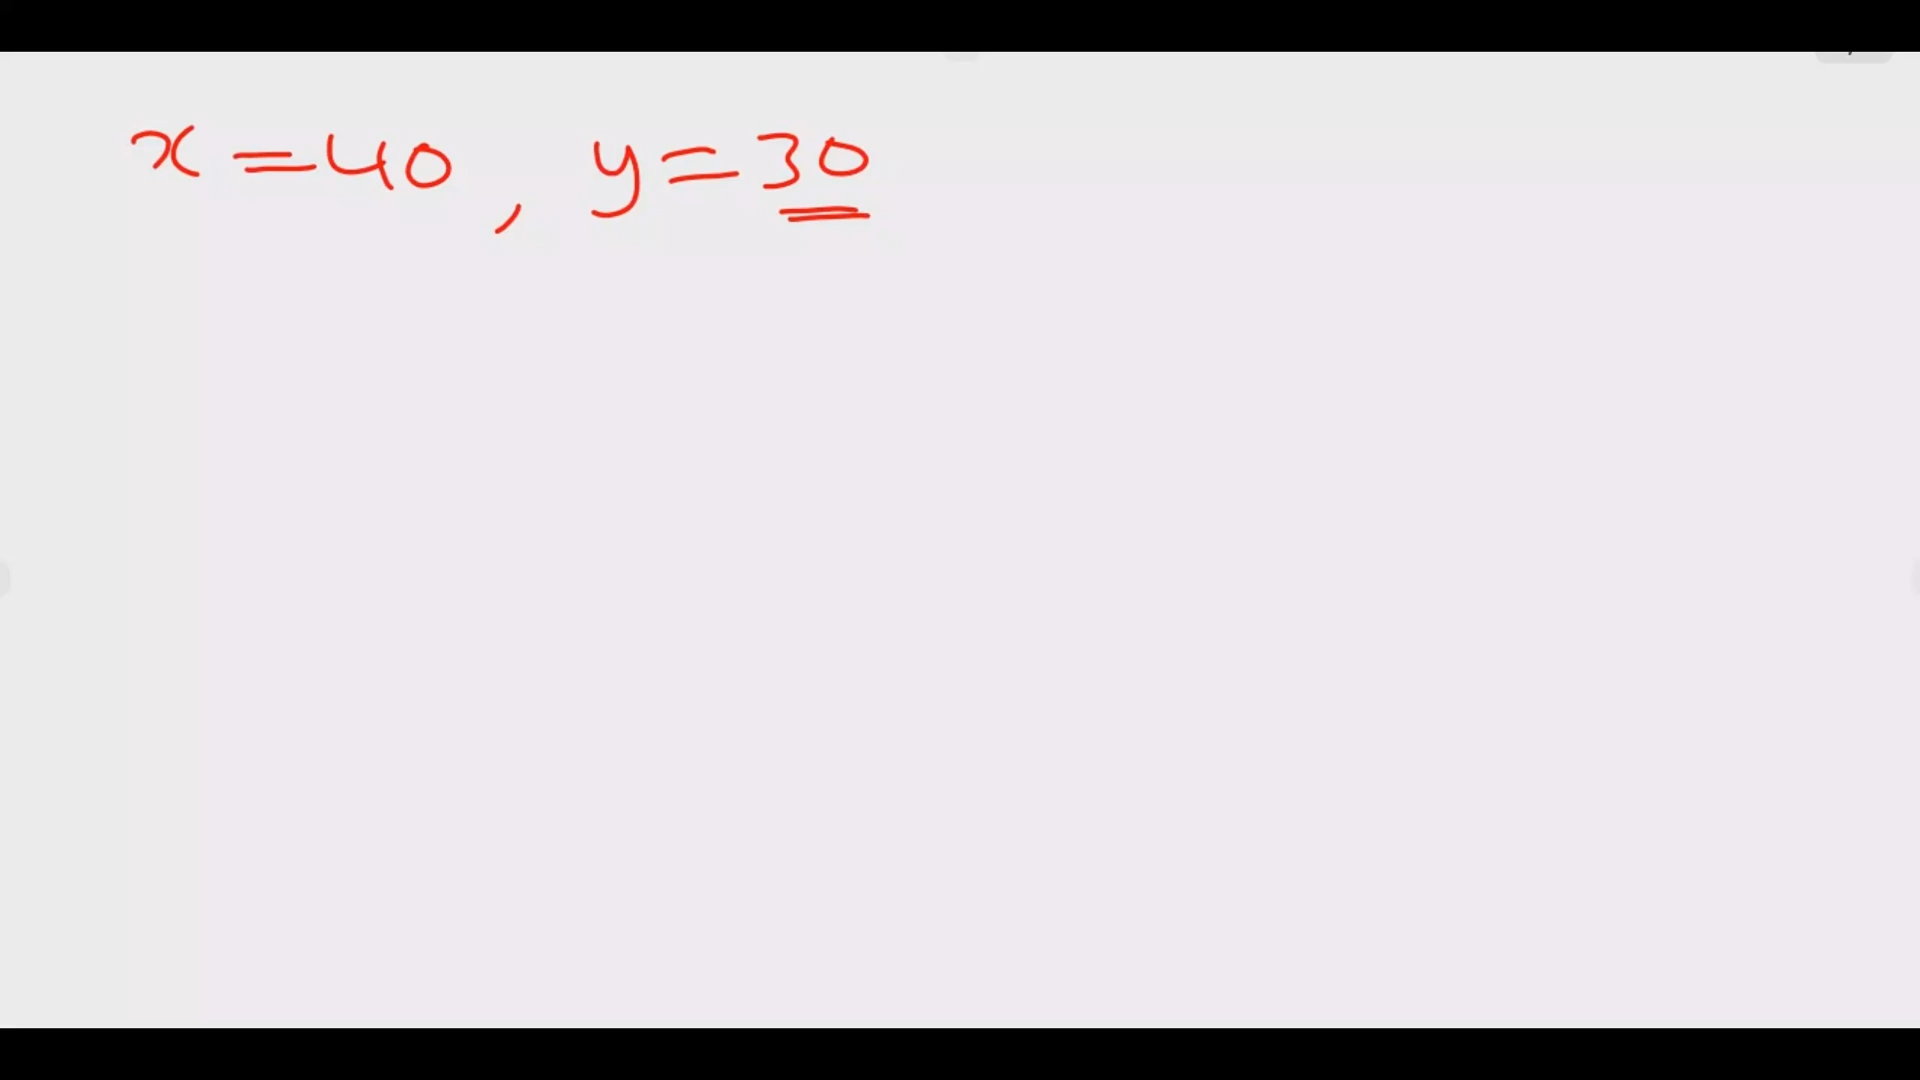 x = 40, y = 30